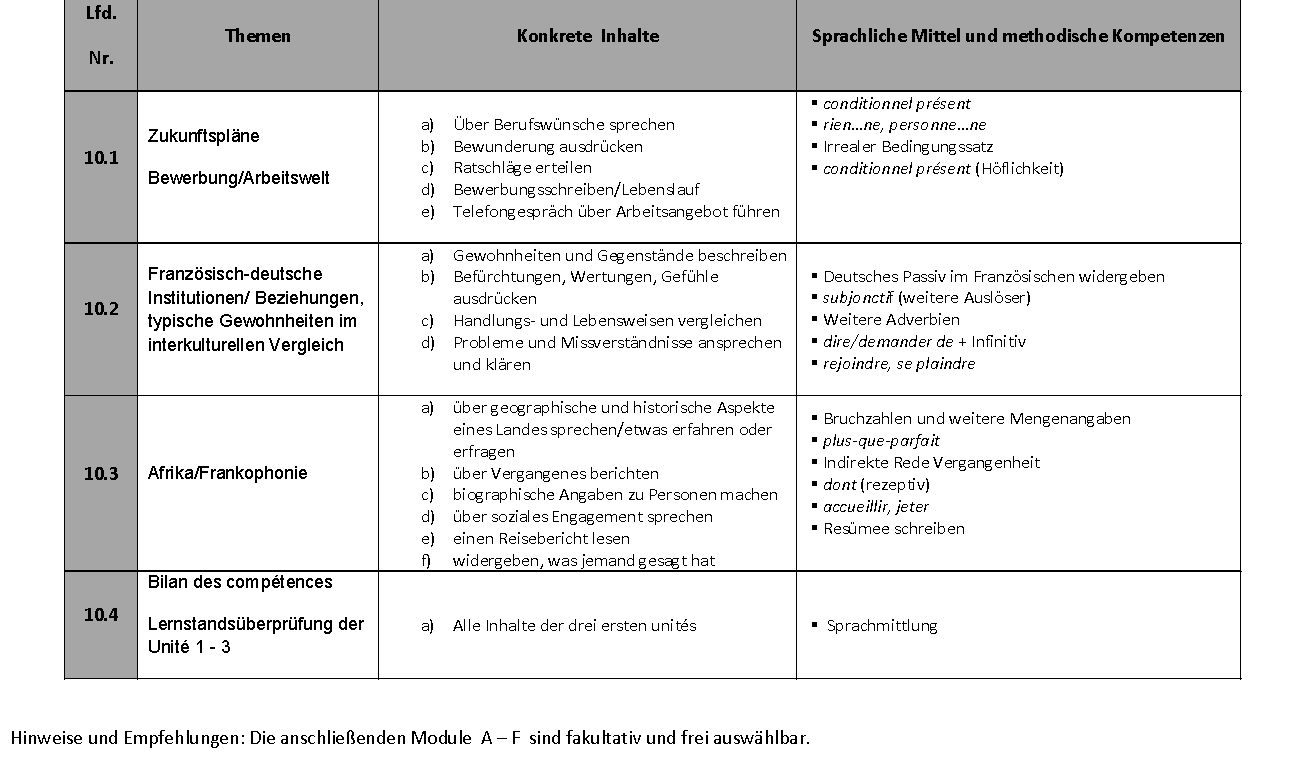 Lfd.
Nr.
Themen
Konkrete Inhalte
Sprachliche Mittel und methodische Kompetenzen
10.1
Zukunftspläne
Bewerbung/Arbeitswelt
a) Über Berufswünsche sprechen
b) Bewunderung ausdrücken
c) Ratschläge erteilen
d) Bewerbungsschreiben/Lebenslauf
e) Telefongespräch über Arbeitsangebot führen
▪ conditionnel présent
▪ rien...ne, personne...ne
▪ Irrealer Bedingungssatz
▪ conditionnel présent (Höflichkeit)
10.2
Französisch-deutsche
Institutionen/ Beziehungen,
typische Gewohnheiten im
interkulturellen Vergleich
a) Gewohnheiten und Gegenstände beschreiben
b) Befürchtungen, Wertungen, Gefühle
ausdrücken
c) Handlungs- und Lebensweisen vergleichen
d) Probleme und Missverständnisse ansprechen
und klären
▪ Deutsches Passiv im Französischen widergeben
▪ subjonctif (weitere Auslöser)
▪ Weitere Adverbien
▪ dire/demander de + Infinitiv
▪ rejoindre, se plaindre
10.3
Afrika/Frankophonie
a) über geographische und historische Aspekte
eines Landes sprechen/etwas erfahren oder
erfragen
b) über Vergangenes berichten
c) biographische Angaben zu Personen machen
d) über soziales Engagement sprechen
e) einen Reisebericht lesen
f) widergeben, was jemand gesagt hat
▪ Bruchzahlen und weitere Mengenangaben
▪ plus-que-parfait
▪ Indirekte Rede Vergangenheit
▪ dont (rezeptiv)
▪ accueillir, jeter
▪ Resümee schreiben
10.4
Bilan des compétences
Lernstandsüberprüfung der
Unité 1 - 3
a) Alle Inhalte der drei ersten unités
▪ Sprachmittlung
Hinweise und Empfehlungen: Die anschließenden Module A – F sind fakultativ und frei auswählbar.